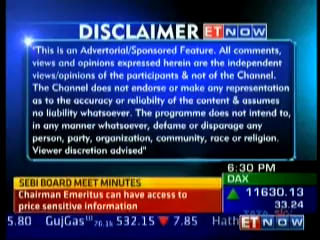 DISCLAIMER ET NOW
"This is an Advertorial/Sponsored Feature. All comments,
views and opinions expressed herein are the independent
views/opinions of the participants & not of the Channel.
The Channel does not endorse or make any representation
as to the accuracy or reliabilty of the content & assumes
no liability whatsoever. The programme does not intend to,
in any manner whatsoever, defame or disparage any
person, party, organization, community, race or religion.
Viewer discretion advised"
6:30 PM
SEBI BOARD MEET MINUTES
Chairman Emeritus can have access to
price sensitive information
DAX
11630.13
33.24
5.80 GujGas 76.1k 532.15 7.85 Hath
ET NOW